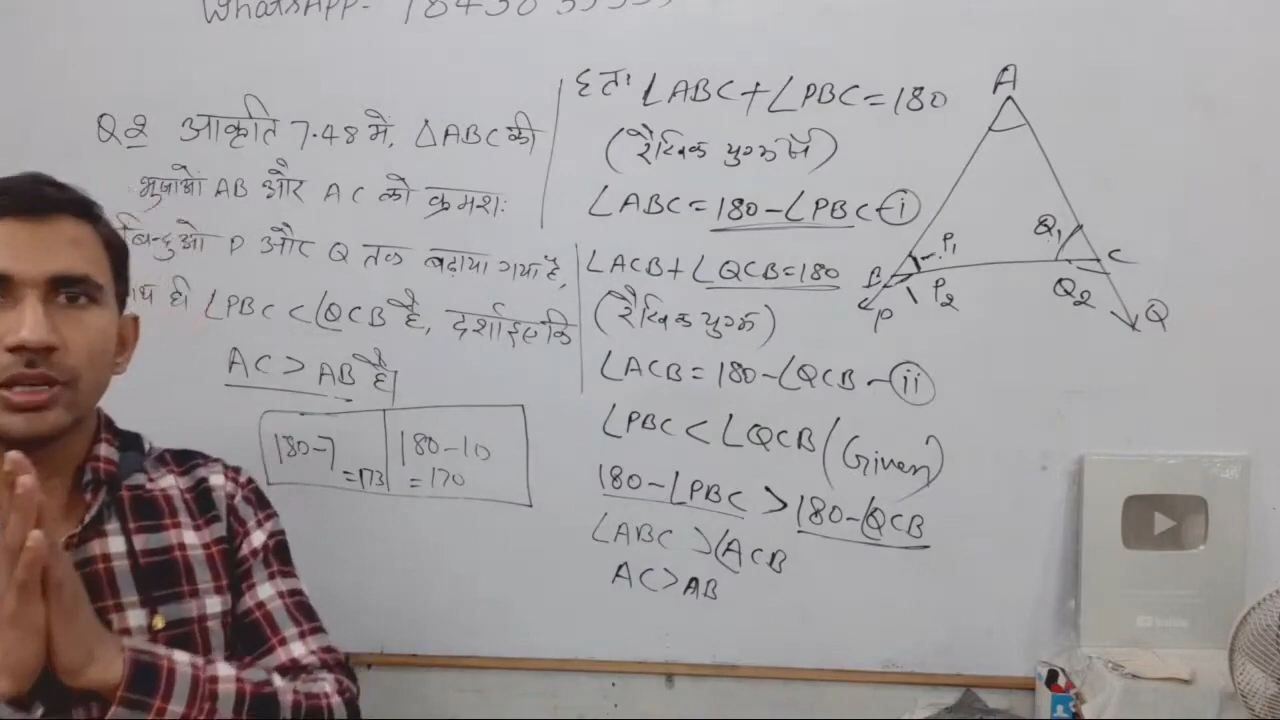 WhatsApp-
Q2 आकृति 7.48 में, △ABC की
भुजाओं AB और AC को क्रमशः
बिन्दुओ P और Q तक बढ़ाया गया है,
ही ∠PBC < ∠QCB है, दर्शाइए कि
AC > AB है
180-7
=173
180-10
=170
हल: ∠ABC + ∠PBC = 180
(रैखिक युग्म से)
∠ABC = 180 - ∠PBC - i
∠ACB + ∠QCB = 180
(रैखिक युग्म)
∠ACB = 180 - ∠QCB - ii
∠PBC < ∠QCB (Given)
180 - ∠PBC > 180 - ∠QCB
∠ABC > ∠ACB
AC > AB
A
Q1
P1
C
B
P2
Q2
P
Q